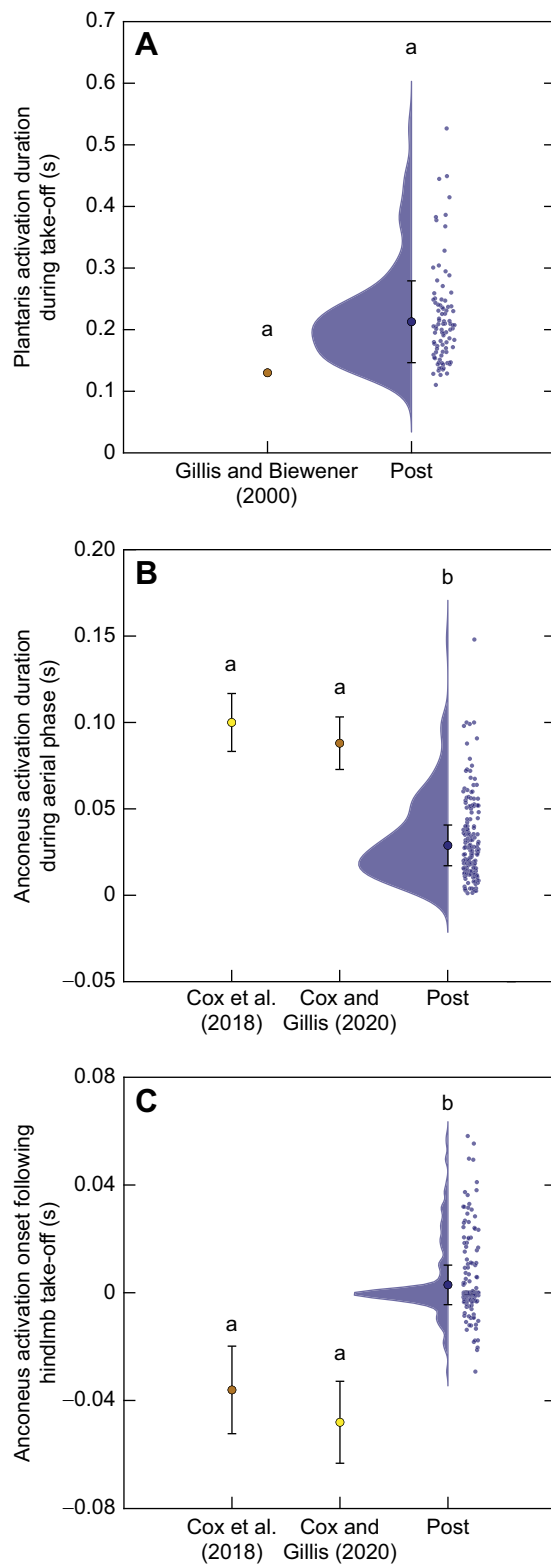 A
a
a
0.7
0.6
0.5
0.4
0.3
0.2
0.1
0
Plantaris activation duration
during take-off (s)
Gillis and Biewener
(2000)
Post
B
b
a
a
0.20
0.15
0.10
0.05
0
–0.05
Anconeus activation duration
during aerial phase (s)
Cox et al.
(2018)
Cox and
Gillis (2020)
Post
C
b
a
a
0.08
0.04
0
–0.04
–0.08
Anconeus activation onset following
hindlmb take-off (s)
Cox et al.
(2018)
Cox and
Gillis (2020)
Post